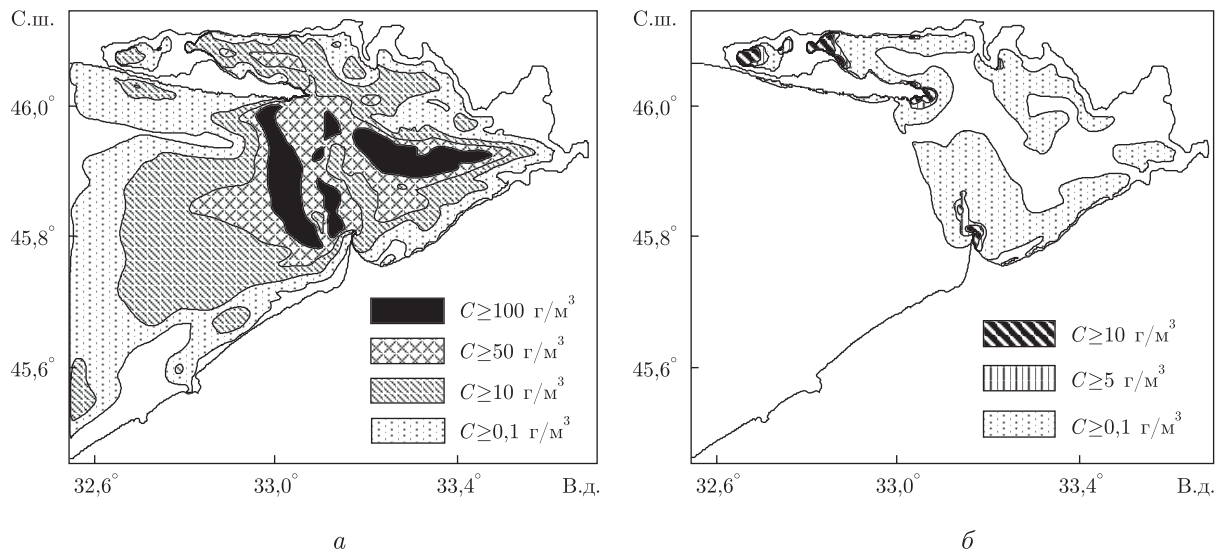 С.ш.
46,0°
45,8°
45,6°
C≥100 г/м³
C≥50 г/м³
C≥10 г/м³
C≥0,1 г/м³
32,6° 33,0° 33,4° В.д.
а
С.ш.
46,0°
45,8°
45,6°
C≥10 г/м³
C≥5 г/м³
C≥0,1 г/м³
32,6° 33,0° 33,4° В.д.
б